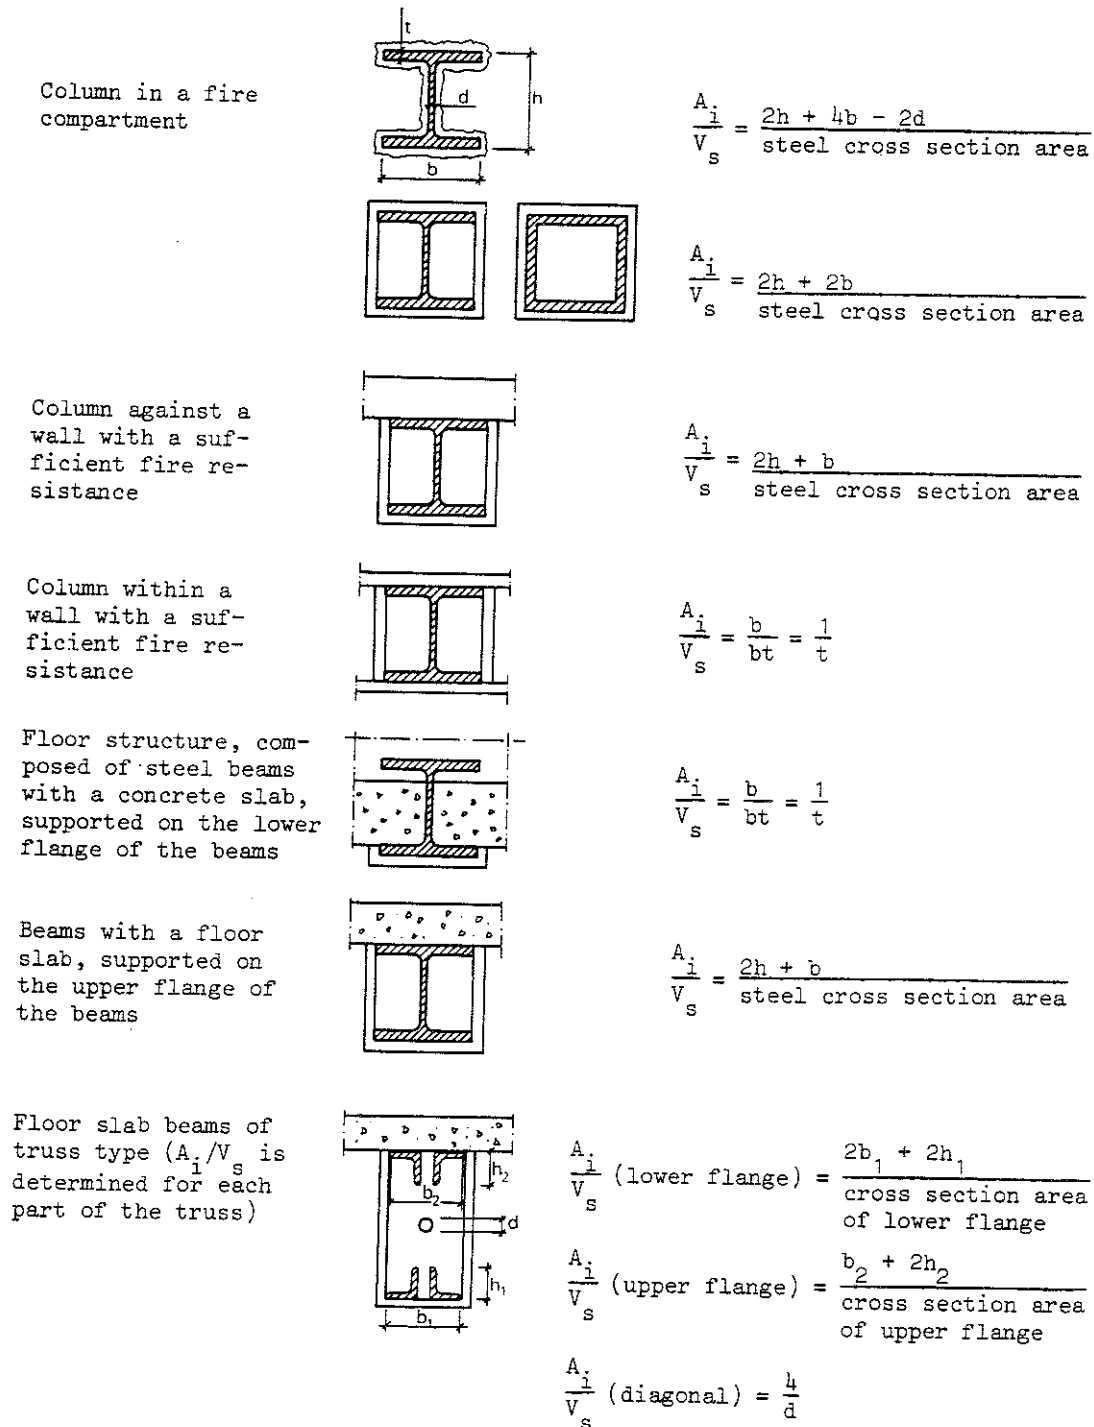 t
Column in a fire
compartment
d
h
b
A_i/V_s = (2h + 4b - 2d)/(steel cross section area)
A_i/V_s = (2h + 2b)/(steel cross section area)
Column against a
wall with a suf-
ficient fire re-
sistance
A_i/V_s = (2h + b)/(steel cross section area)
Column within a
wall with a suf-
ficient fire re-
sistance
A_i/V_s = b/bt = 1/t
Floor structure, com-
posed of steel beams
with a concrete slab,
supported on the lower
flange of the beams
A_i/V_s = b/bt = 1/t
Beams with a floor
slab, supported on
the upper flange of
the beams
A_i/V_s = (2h + b)/(steel cross section area)
Floor slab beams of
truss type (A_i/V_s is
determined for each
part of the truss)
h_2
b_2
d
h_1
b_1
A_i/V_s (lower flange) = (2b_1 + 2h_1)/(cross section area
of lower flange)
A_i/V_s (upper flange) = (b_2 + 2h_2)/(cross section area
of upper flange)
A_i/V_s (diagonal) = 4/d